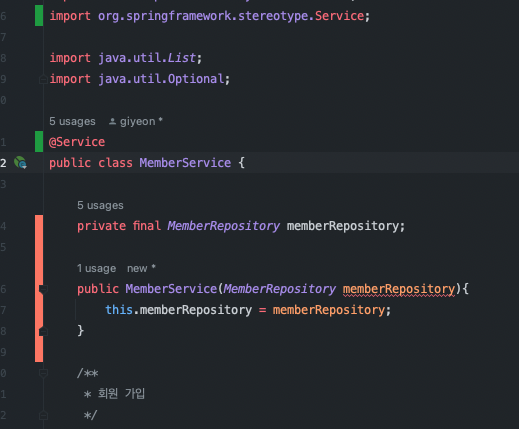 6 import org.springframework.stereotype.Service;
7
8 import java.util.List;
9 import java.util.Optional;
0
5 usages giyeon *
1 @Service
2 public class MemberService {
3
5 usages
4 private final MemberRepository memberRepository;
5
1 usage new *
6 public MemberService(MemberRepository memberRepository){
7 this.memberRepository = memberRepository;
8 }
9
0 /**
1 * 회원 가입
2 */